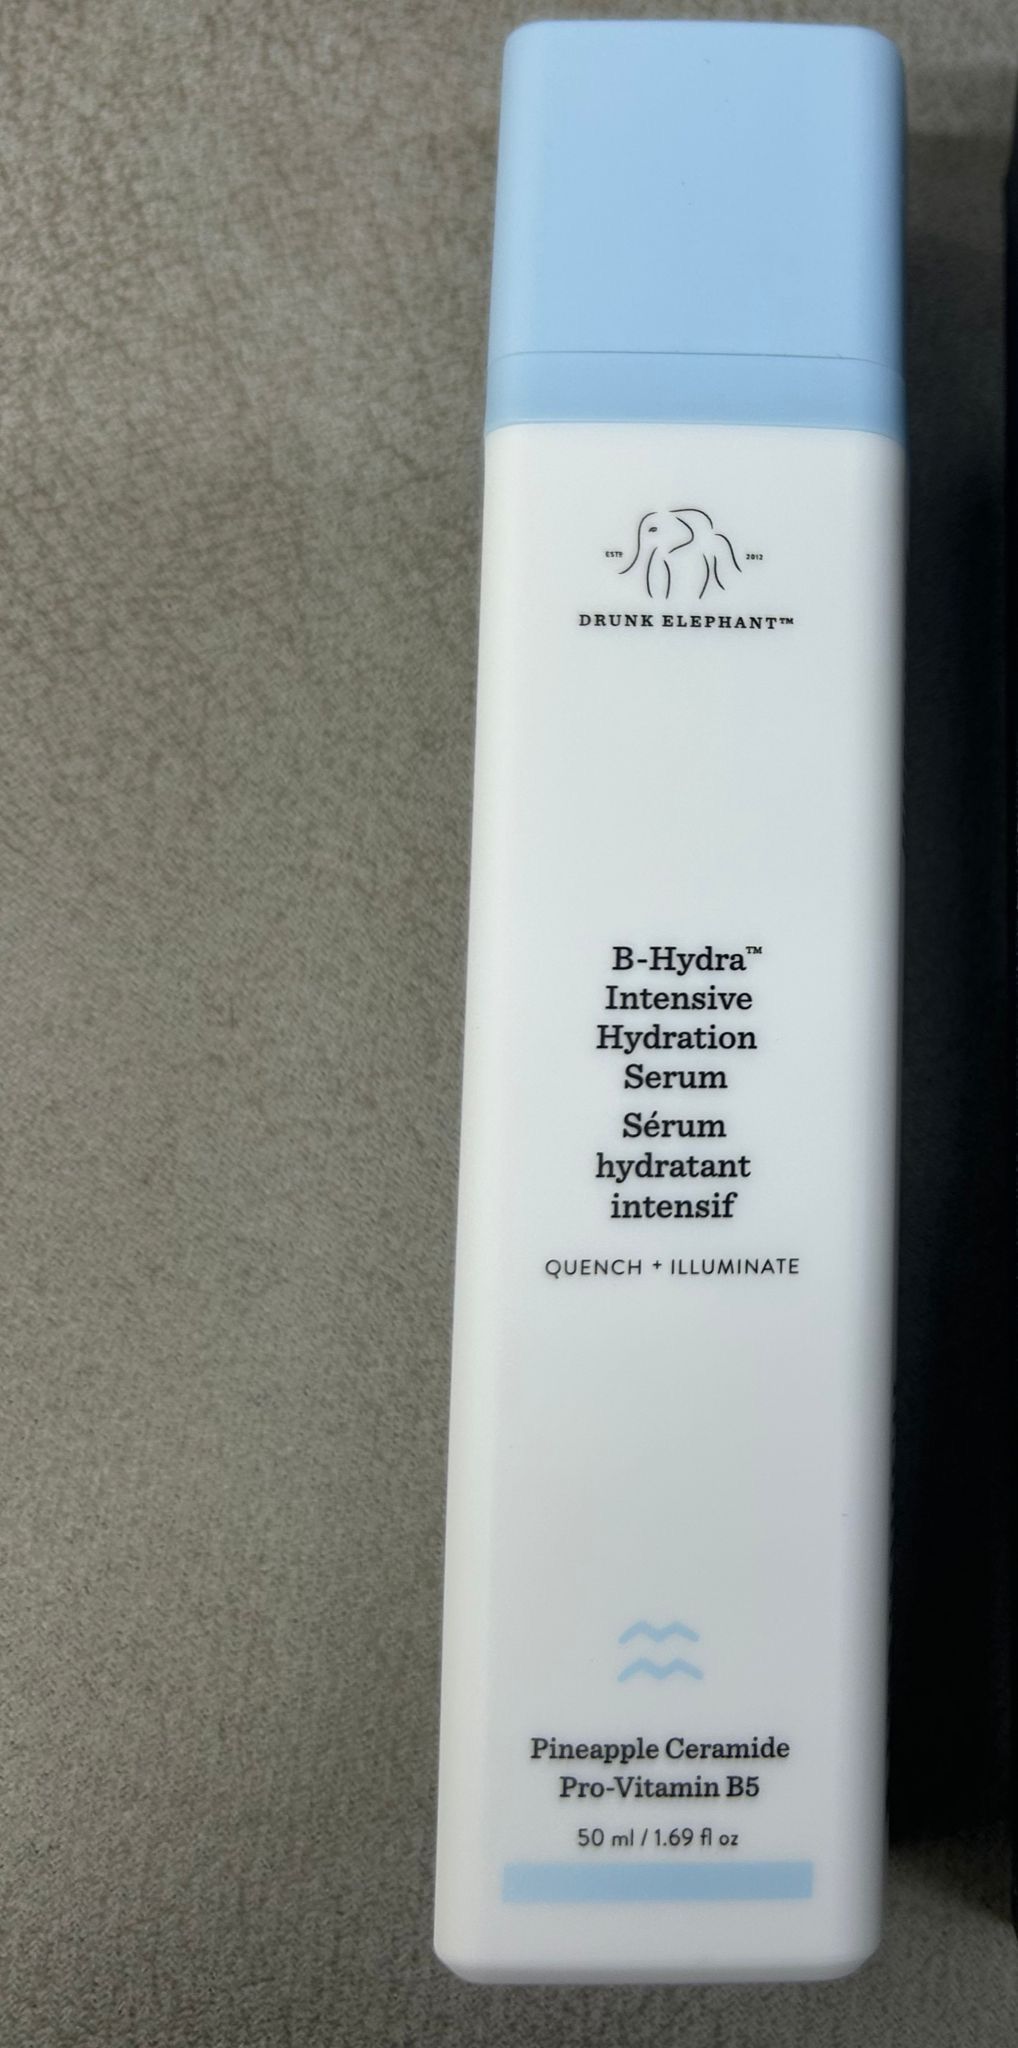 ESTD 2012
DRUNK ELEPHANT™
B-Hydra™
Intensive
Hydration
Serum
Sérum
hydratant
intensif
QUENCH + ILLUMINATE
Pineapple Ceramide
Pro-Vitamin B5
50 ml / 1.69 fl oz